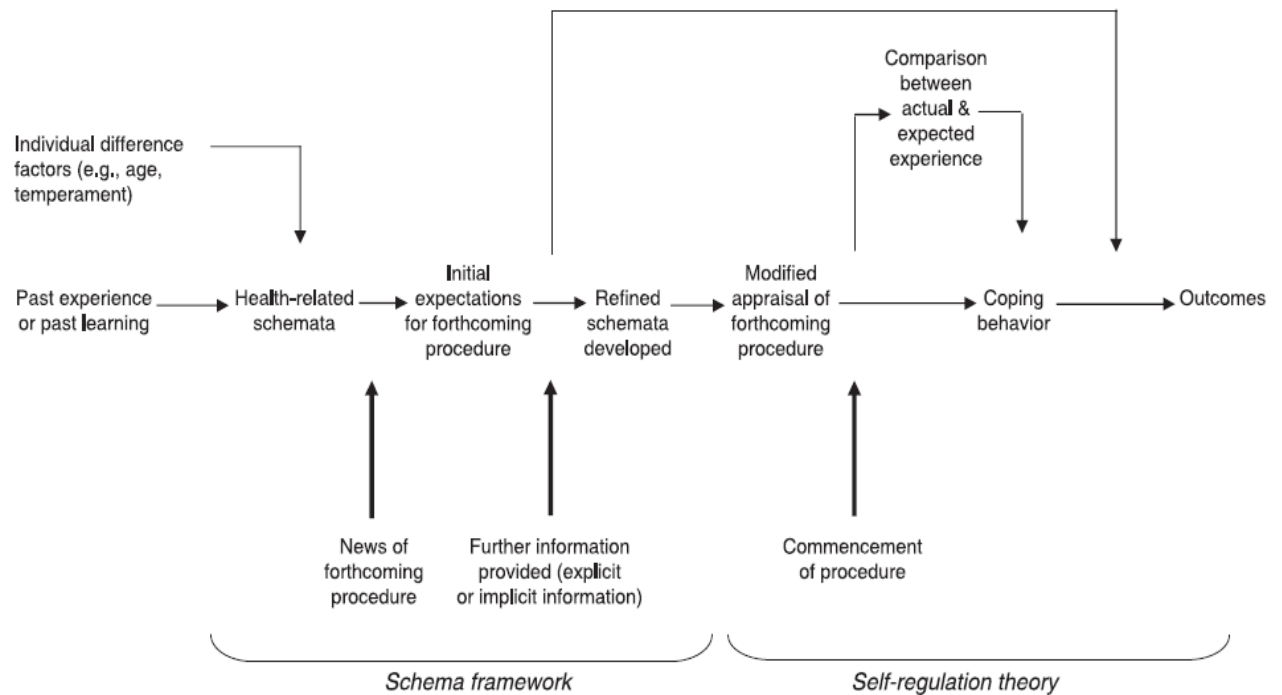 Comparison
between
actual &
expected
experience
Individual difference
factors (e.g., age,
temperament)
Past experience
or past learning
Health-related
schemata
Initial
expectations
for forthcoming
procedure
Refined
schemata
developed
Modified
appraisal of
forthcoming
procedure
Coping
behavior
Outcomes
News of
forthcoming
procedure
Further information
provided (explicit
or implicit information)
Commencement
of procedure
Schema framework
Self-regulation theory